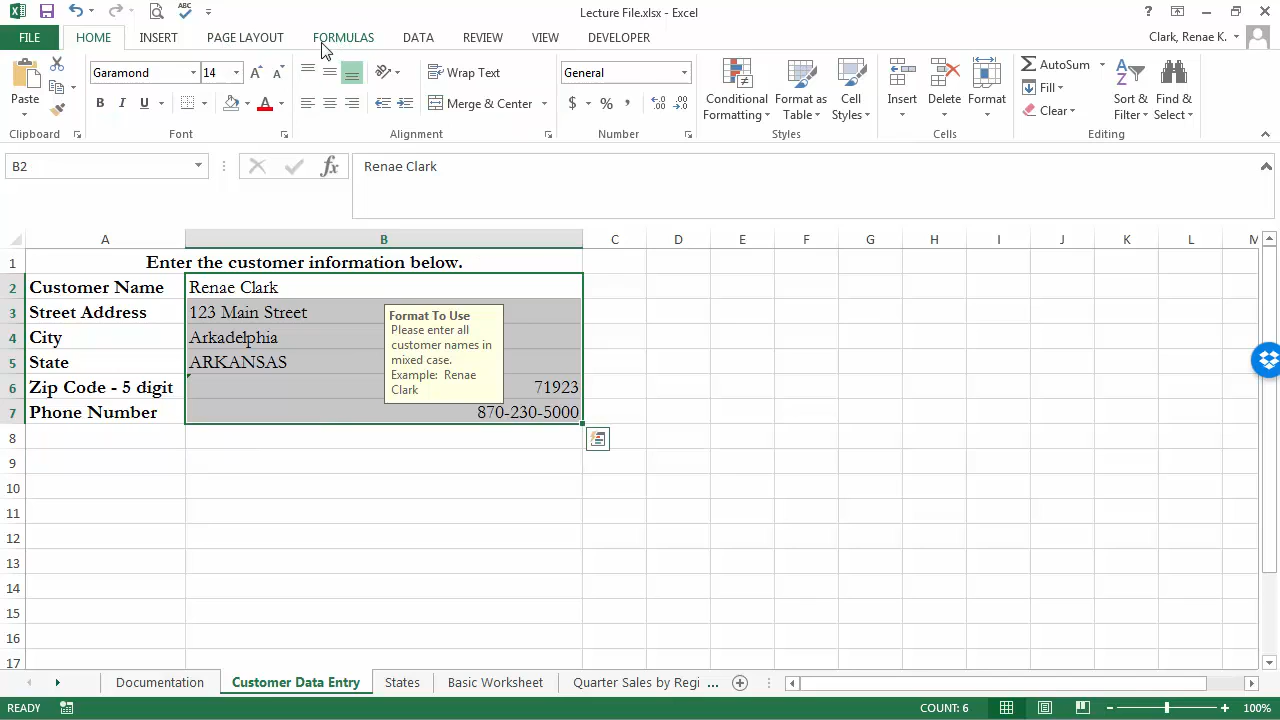 Lecture File.xlsx - Excel
FILE HOME INSERT PAGE LAYOUT FORMULAS DATA REVIEW VIEW DEVELOPER Clark, Renae K.
Paste
Clipboard
Garamond 14
B I U A
Font
Wrap Text
Merge & Center
Alignment
General
$ % ,
Number
Conditional Formatting
Format as Table
Cell Styles
Styles
Insert
Delete
Format
Cells
AutoSum
Fill
Clear
Sort & Filter
Find & Select
Editing
B2 fx Renae Clark
A B C D E F G H I J K L M
1 Enter the customer information below.
2 Customer Name Renae Clark
3 Street Address 123 Main Street
4 City Arkadelphia
5 State ARKANSAS
6 Zip Code - 5 digit 71923
7 Phone Number 870-230-5000
Format To Use
Please enter all
customer names in
mixed case.
Example: Renae
Clark
8
9
10
11
12
13
14
15
16
17
Documentation Customer Data Entry States Basic Worksheet Quarter Sales by Regi ...
READY COUNT: 6 100%